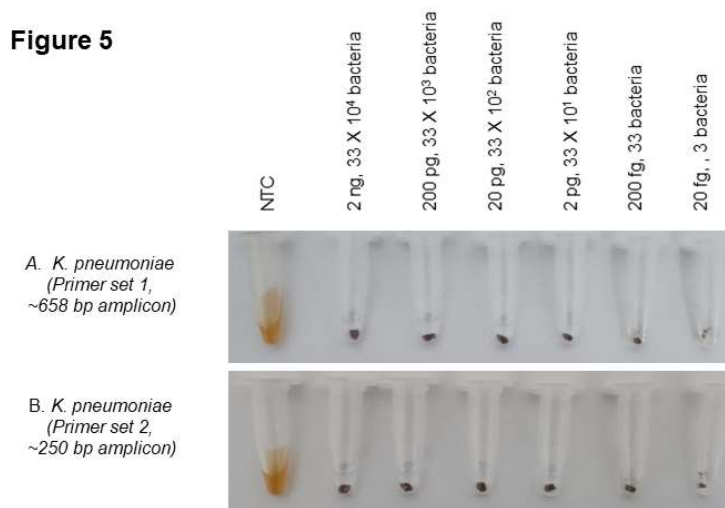 Figure 5
NTC
2 ng, 33 X 10⁴ bacteria
200 pg, 33 X 10³ bacteria
20 pg, 33 X 10² bacteria
2 pg, 33 X 10¹ bacteria
200 fg, 33 bacteria
20 fg, , 3 bacteria
A. K. pneumoniae
(Primer set 1,
~658 bp amplicon)
B. K. pneumoniae
(Primer set 2,
~250 bp amplicon)